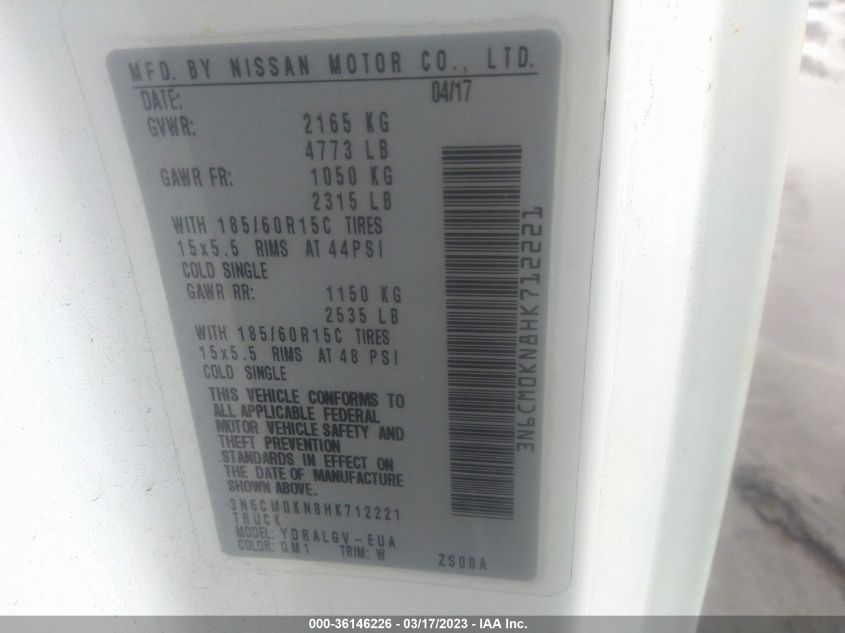 MFD. BY NISSAN MOTOR CO., LTD.
DATE: 04/17
GVWR: 2165 KG
4773 LB
GAWR FR: 1050 KG
2315 LB
WITH 185/60R15C TIRES
15x5.5 RIMS AT 44PSI
COLD SINGLE
GAWR RR: 1150 KG
2535 LB
WITH 185/60R15C TIRES
15x5.5 RIMS AT 48 PSI
COLD SINGLE
THIS VEHICLE CONFORMS TO
ALL APPLICABLE FEDERAL
MOTOR VEHICLE SAFETY AND
THEFT PREVENTION
STANDARDS IN EFFECT ON
THE DATE OF MANUFACTURE
SHOWN ABOVE.
3N6CM0KN8HK712221
TRUCK
MODEL: YDRALGV-EUA
COLOR: QM1 TRIM: W ZS00A
3N6CM0KN8HK712221
000-36146226 - 03/17/2023 - IAA Inc.